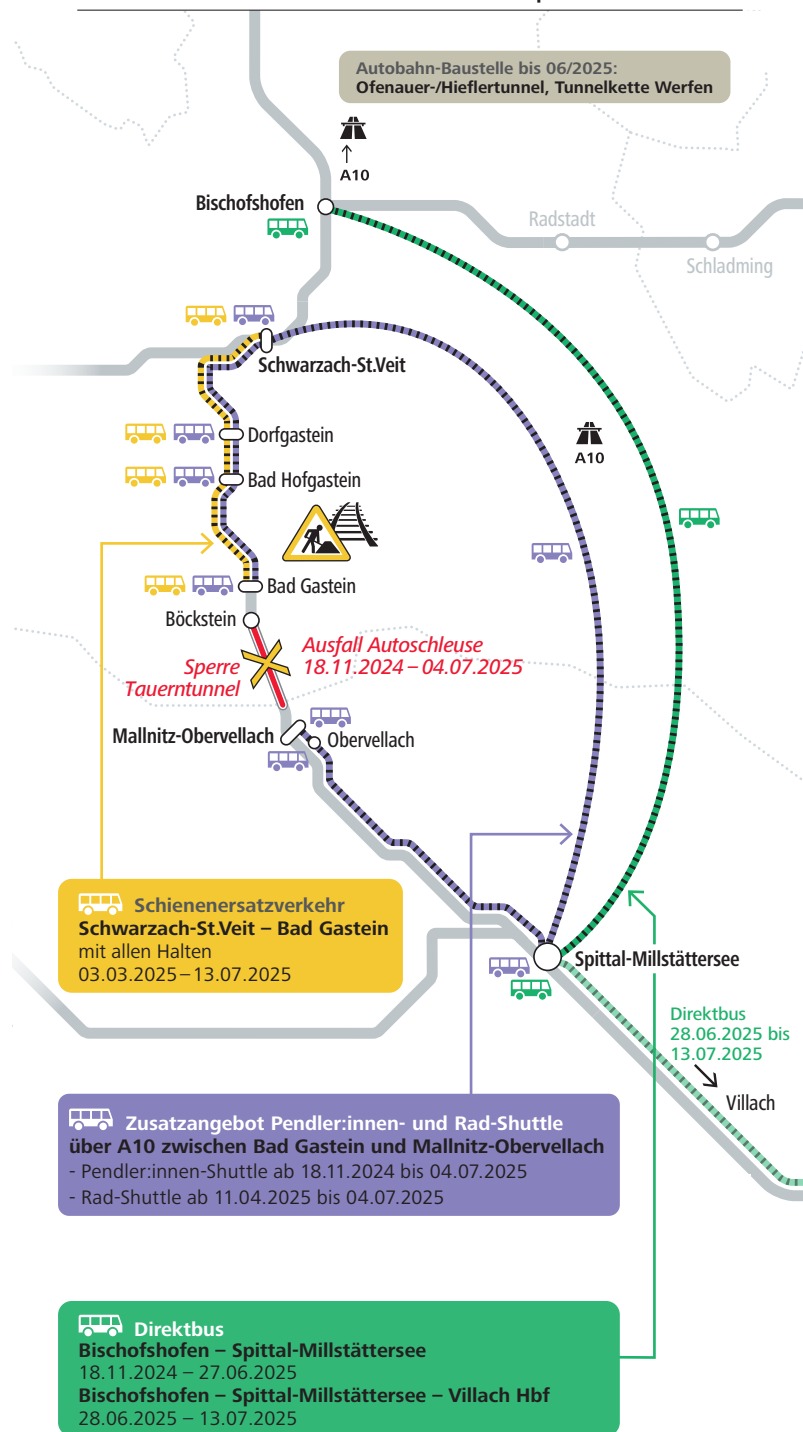 Autobahn-Baustelle bis 06/2025:
Ofenauer-/Hieflertunnel, Tunnelkette Werfen
A10
Bischofshofen
Radstadt
Schladming
Schwarzach-St.Veit
A10
Dorfgastein
Bad Hofgastein
Bad Gastein
Böckstein
Ausfall Autoschleuse
18.11.2024 – 04.07.2025
Sperre
Tauerntunnel
Mallnitz-Obervellach
Obervellach
Schienenersatzverkehr
Schwarzach-St.Veit – Bad Gastein
mit allen Halten
03.03.2025 – 13.07.2025
Spittal-Millstättersee
Direktbus
28.06.2025 bis
13.07.2025
Villach
Zusatzangebot Pendler:innen- und Rad-Shuttle
über A10 zwischen Bad Gastein und Mallnitz-Obervellach
- Pendler:innen-Shuttle ab 18.11.2024 bis 04.07.2025
- Rad-Shuttle ab 11.04.2025 bis 04.07.2025
Direktbus
Bischofshofen – Spittal-Millstättersee
18.11.2024 – 27.06.2025
Bischofshofen – Spittal-Millstättersee – Villach Hbf
28.06.2025 – 13.07.2025